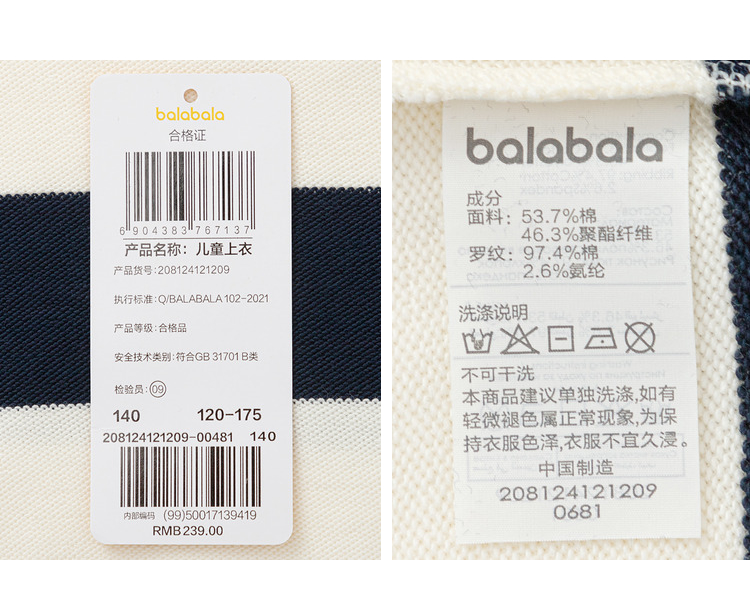 balabala
合格证
6 904383 767137
产品名称：儿童上衣
产品货号：208124121209
执行标准：Q/BALABALA 102-2021
产品等级：合格品
安全技术类别：符合GB 31701 B类
检验员：09
140 120-175
208124121209-00481 140
内部编码 (99)50017139419
RMB239.00
balabala
成分
面料：53.7%棉
46.3%聚酯纤维
罗纹：97.4%棉
2.6%氨纶
洗涤说明
不可干洗
本商品建议单独洗涤,如有
轻微褪色属正常现象,为保
持衣服色泽,衣服不宜久浸。
中国制造
208124121209
0681